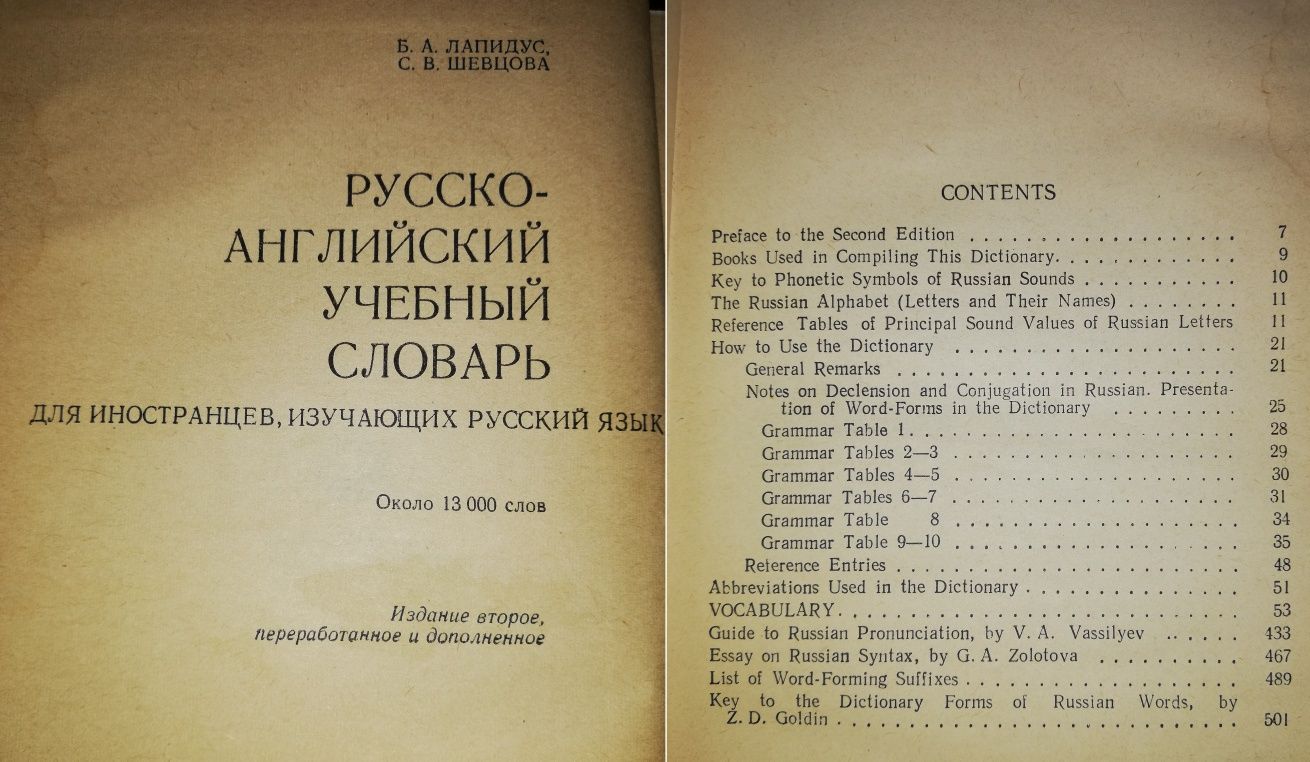 Б. А. ЛАПИДУС,
С. В. ШЕВЦОВА
РУССКО-
АНГЛИЙСКИЙ
УЧЕБНЫЙ
СЛОВАРЬ
ДЛЯ ИНОСТРАНЦЕВ, ИЗУЧАЮЩИХ РУССКИЙ ЯЗЫК
Около 13 000 слов
Издание второе,
переработанное и дополненное
CONTENTS
Preface to the Second Edition . . . . . . . . . . . . . . . . . . . 7
Books Used in Compiling This Dictionary. . . . . . . . . . . . . 9
Key to Phonetic Symbols of Russian Sounds . . . . . . . . . . . 10
The Russian Alphabet (Letters and Their Names) . . . . . . . . 11
Reference Tables of Principal Sound Values of Russian Letters 11
How to Use the Dictionary . . . . . . . . . . . . . . . . . . . . 21
General Remarks . . . . . . . . . . . . . . . . . . . . . . . . 21
Notes on Declension and Conjugation in Russian. Presenta-
tion of Word-Forms in the Dictionary . . . . . . . . . 25
Grammar Table 1. . . . . . . . . . . . . . . . . . . . . . . 28
Grammar Tables 2—3 . . . . . . . . . . . . . . . . . . . . 29
Grammar Tables 4—5 . . . . . . . . . . . . . . . . . . . . 30
Grammar Tables 6—7 . . . . . . . . . . . . . . . . . . . . 31
Grammar Table 8 . . . . . . . . . . . . . . . . . . . . 34
Grammar Table 9—10 . . . . . . . . . . . . . . . . . . . . 35
Reference Entries . . . . . . . . . . . . . . . . . . . . . . . . 48
Abbreviations Used in the Dictionary . . . . . . . . . . . . . . . 51
VOCABULARY. . . . . . . . . . . . . . . . . . . . . . . . . . . . 53
Guide to Russian Pronunciation, by V. A. Vassilyev .. . . . . 433
Essay on Russian Syntax, by G. A. Zolotova . . . . . . . . . . 467
List of Word-Forming Suffixes . . . . . . . . . . . . . . . . . . . 489
Key to the Dictionary Forms of Russian Words, by
Z. D. Goldin . . . . . . . . . . . . . . . . . . . . . . . . . . . . 501